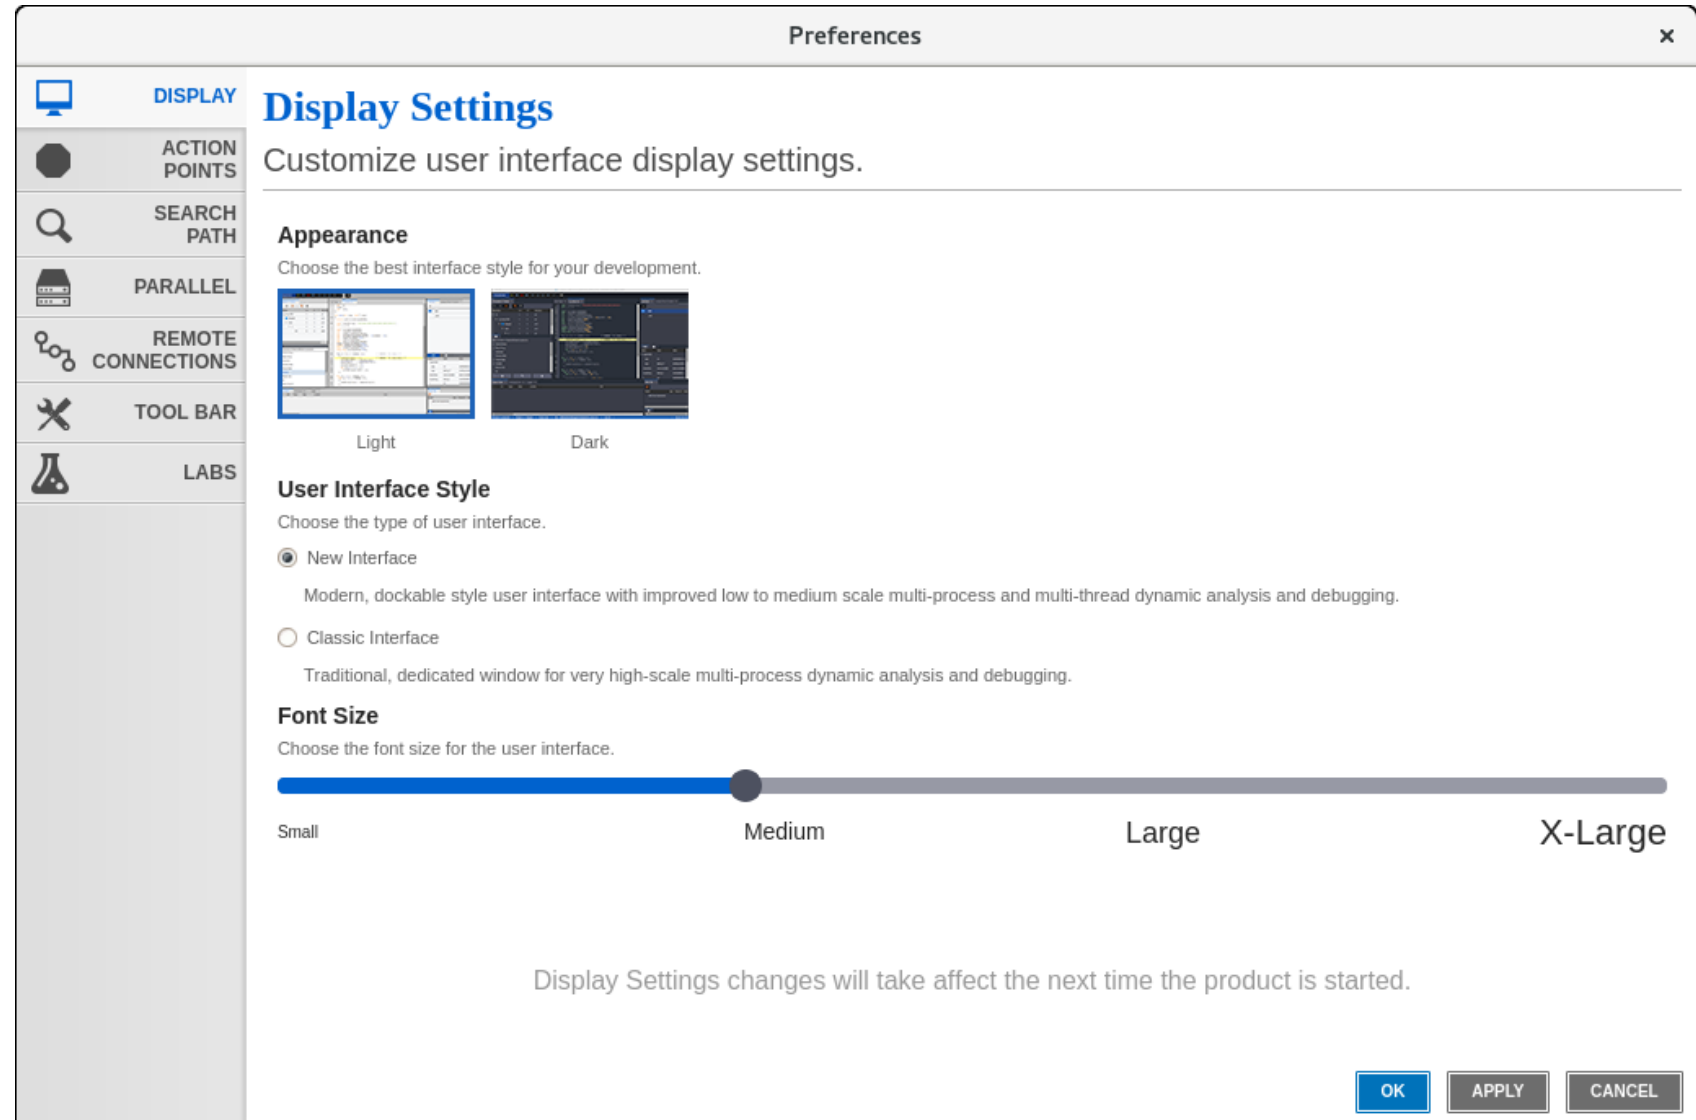 Preferences
DISPLAY
ACTION
POINTS
SEARCH
PATH
PARALLEL
REMOTE
CONNECTIONS
TOOL BAR
LABS
Display Settings
Customize user interface display settings.
Appearance
Choose the best interface style for your development.
Light Dark
User Interface Style
Choose the type of user interface.
New Interface
Modern, dockable style user interface with improved low to medium scale multi-process and multi-thread dynamic analysis and debugging.
Classic Interface
Traditional, dedicated window for very high-scale multi-process dynamic analysis and debugging.
Font Size
Choose the font size for the user interface.
Small Medium Large X-Large
Display Settings changes will take affect the next time the product is started.
OK APPLY CANCEL